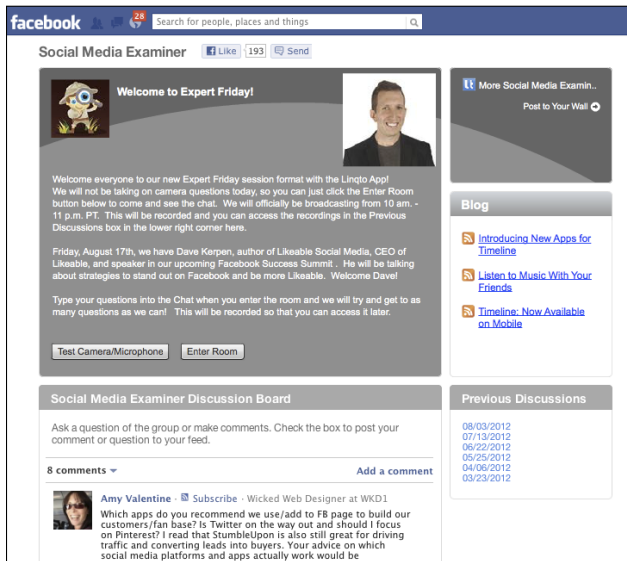 facebook
28
Search for people, places and things
Social Media Examiner
Like
193
Send
Welcome to Expert Friday!
Welcome everyone to our new Expert Friday session format with the Linqto App!
We will not be taking on camera questions today, so you can just click the Enter Room
button below to come and see the chat. We will officially be broadcasting from 10 am. -
11 p.m. PT. This will be recorded and you can access the recordings in the Previous
Discussions box in the lower right corner here.
Friday, August 17th, we have Dave Kerpen, author of Likeable Social Media, CEO of
Likeable, and speaker in our upcoming Facebook Success Summit . He will be talking
about strategies to stand out on Facebook and be more Likeable. Welcome Dave!
Type your questions into the Chat when you enter the room and we will try and get to as
many questions as we can! This will be recorded so that you can access it later.
Test Camera/Microphone
Enter Room
More Social Media Examin..
Post to Your Wall
Blog
Introducing New Apps for
Timeline
Listen to Music With Your
Friends
Timeline: Now Available
on Mobile
Social Media Examiner Discussion Board
Ask a question of the group or make comments. Check the box to post your
comment or question to your feed.
8 comments
Add a comment
Amy Valentine · Subscribe · Wicked Web Designer at WKD1
Which apps do you recommend we use/add to FB page to build our
customers/fan base? Is Twitter on the way out and should I focus
on Pinterest? I read that StumbleUpon is also still great for driving
traffic and converting leads into buyers. Your advice on which
social media platforms and apps actually work would be
Previous Discussions
08/03/2012
07/13/2012
06/22/2012
05/25/2012
04/06/2012
03/23/2012